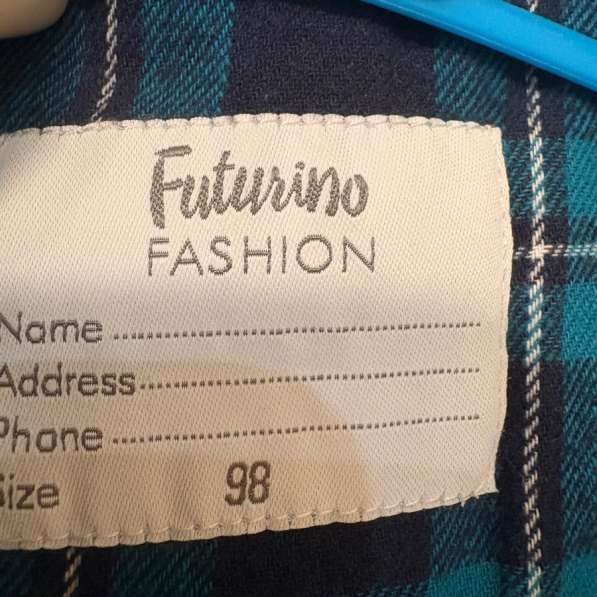 Futurino
FASHION
Name
Address
Phone
Size 98